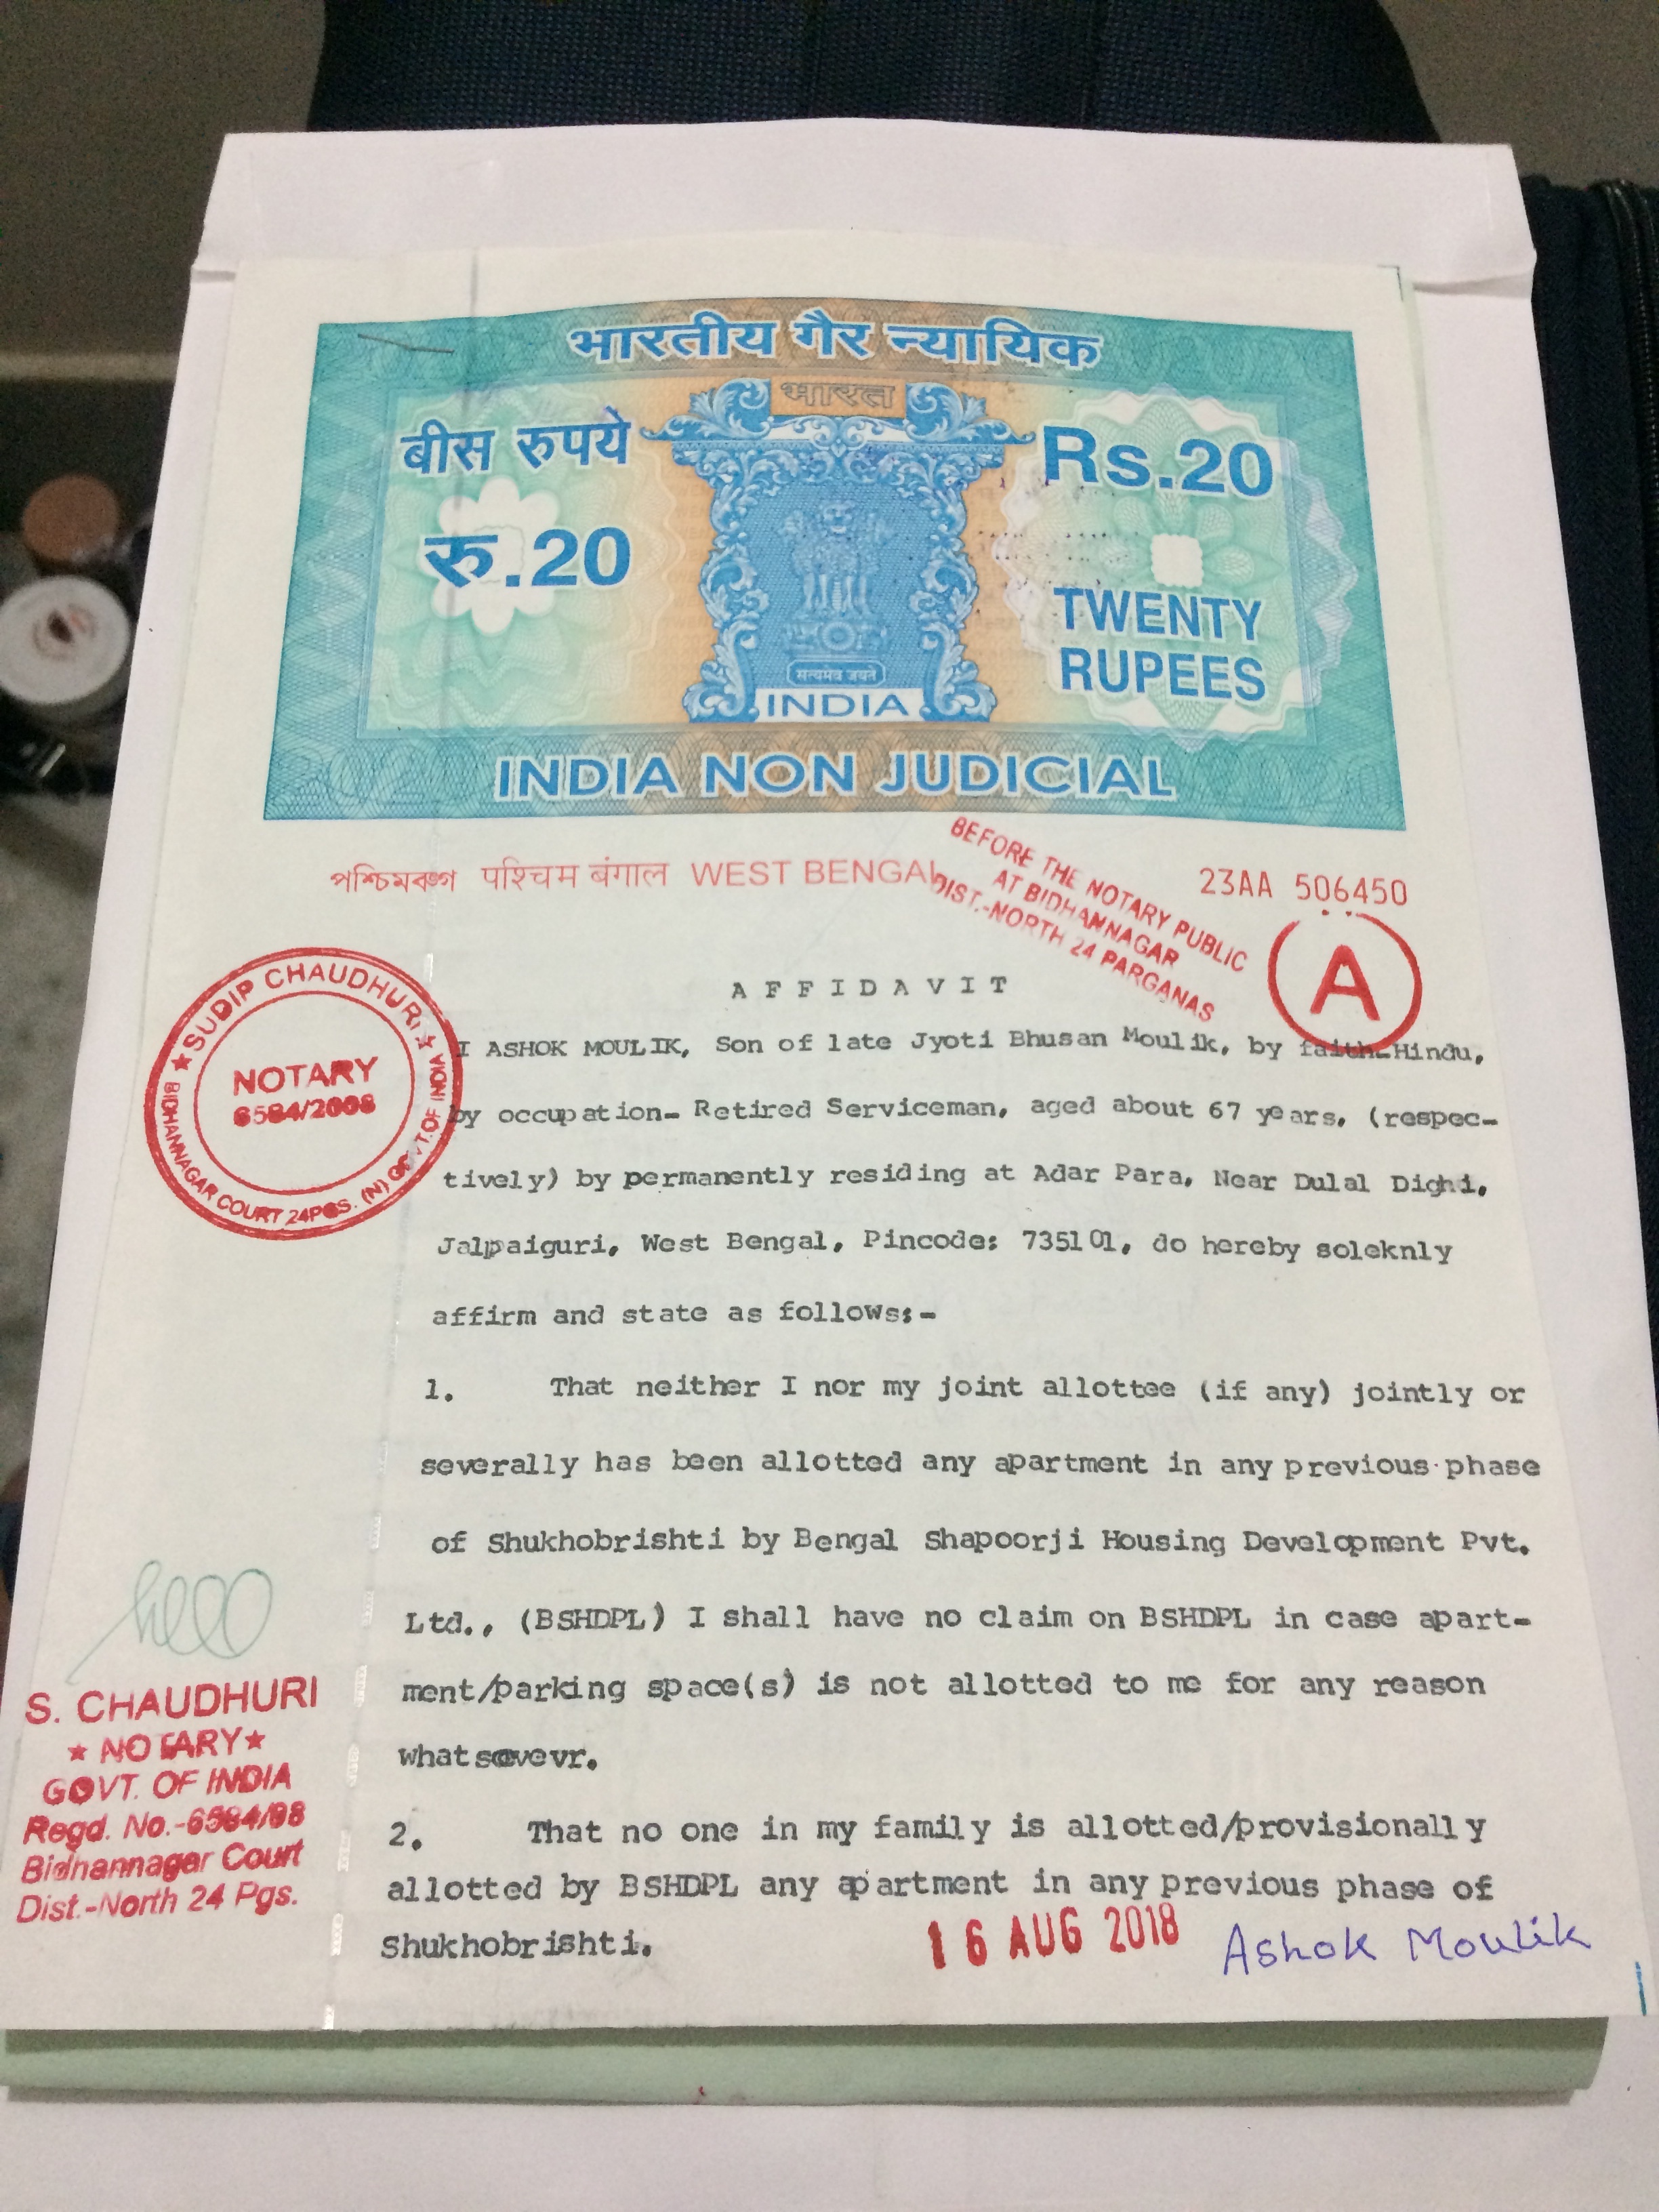 भारतीय गैर न्यायिक
भारत
बीस रुपये
रु.20
Rs.20
TWENTY
RUPEES
सत्यमेव जयते
INDIA
INDIA NON JUDICIAL
পশ্চিমবঙ্গ पश्चिम बंगाल WEST BENGAL
23AA 506450
BEFORE THE NOTARY PUBLIC
AT BIDHANNAGAR
DIST.-NORTH 24 PARGANAS
A
★ SUDIP CHAUDHURI ★
NOTARY
6584/2008
BIDHANNAGAR COURT 24PGS. (N) GOVT. OF INDIA
AFFIDAVIT
I ASHOK MOULIK, Son of late Jyoti Bhusan Moulik, by faith-Hindu,
by occupation- Retired Serviceman, aged about 67 years, (respec-
tively) by permanently residing at Adar Para, Near Dulal Dighi,
Jalpaiguri, West Bengal, Pincode: 735101, do hereby soleknly
affirm and state as follows:-
1. That neither I nor my joint allottee (if any) jointly or
severally has been allotted any apartment in any previous phase
of Shukhobrishti by Bengal Shapoorji Housing Development Pvt.
Ltd., (BSHDPL) I shall have no claim on BSHDPL in case apart-
ment/parking space(s) is not allotted to me for any reason
2. That no one in my family is allotted/provisionally
allotted by BSHDPL any apartment in any previous phase of
Shukhobrishti.
16 AUG 2018
Ashok Moulik
S. CHAUDHURI
★ NOTARY ★
GOVT. OF INDIA
Regd. No.-6584/08
Bidhannagar Court
Dist.-North 24 Pgs.